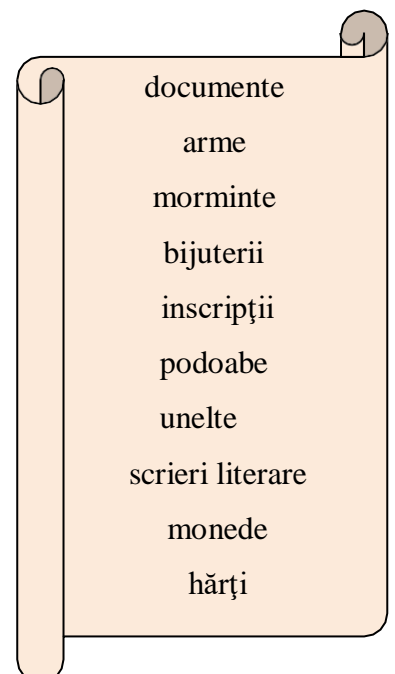 documente
arme
morminte
bijuterii
inscripţii
podoabe
unelte
scrieri literare
monede
hărţi